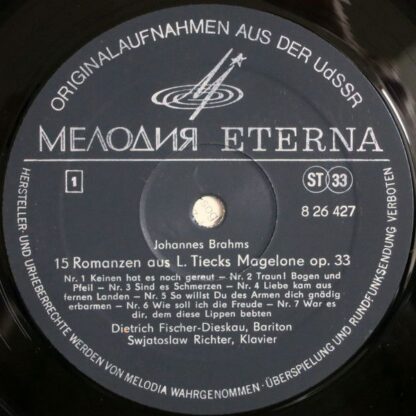 ORIGINALAUFNAHMEN AUS DER UdSSR
МЕЛОДИЯ ETERNA
1
ST 33
8 26 427
Johannes Brahms
15 Romanzen aus L. Tiecks Magelone op. 33
Nr. 1 Keinen hat es noch gereut – Nr. 2 Traun! Bogen und
Pfeil – Nr. 3 Sind es Schmerzen – Nr. 4 Liebe kam aus
fernen Landen – Nr. 5 So willst Du des Armen dich gnädig
erbarmen – Nr. 6 Wie soll ich die Freude – Nr. 7 War es
dir, dem diese Lippen bebten
Dietrich Fischer-Dieskau, Bariton
Swjatoslaw Richter, Klavier
HERSTELLER- UND URHEBERRECHTE WERDEN VON MELODIA WAHRGENOMMEN · ÜBERSPIELUNG UND RUNDFUNKSENDUNG VERBOTEN